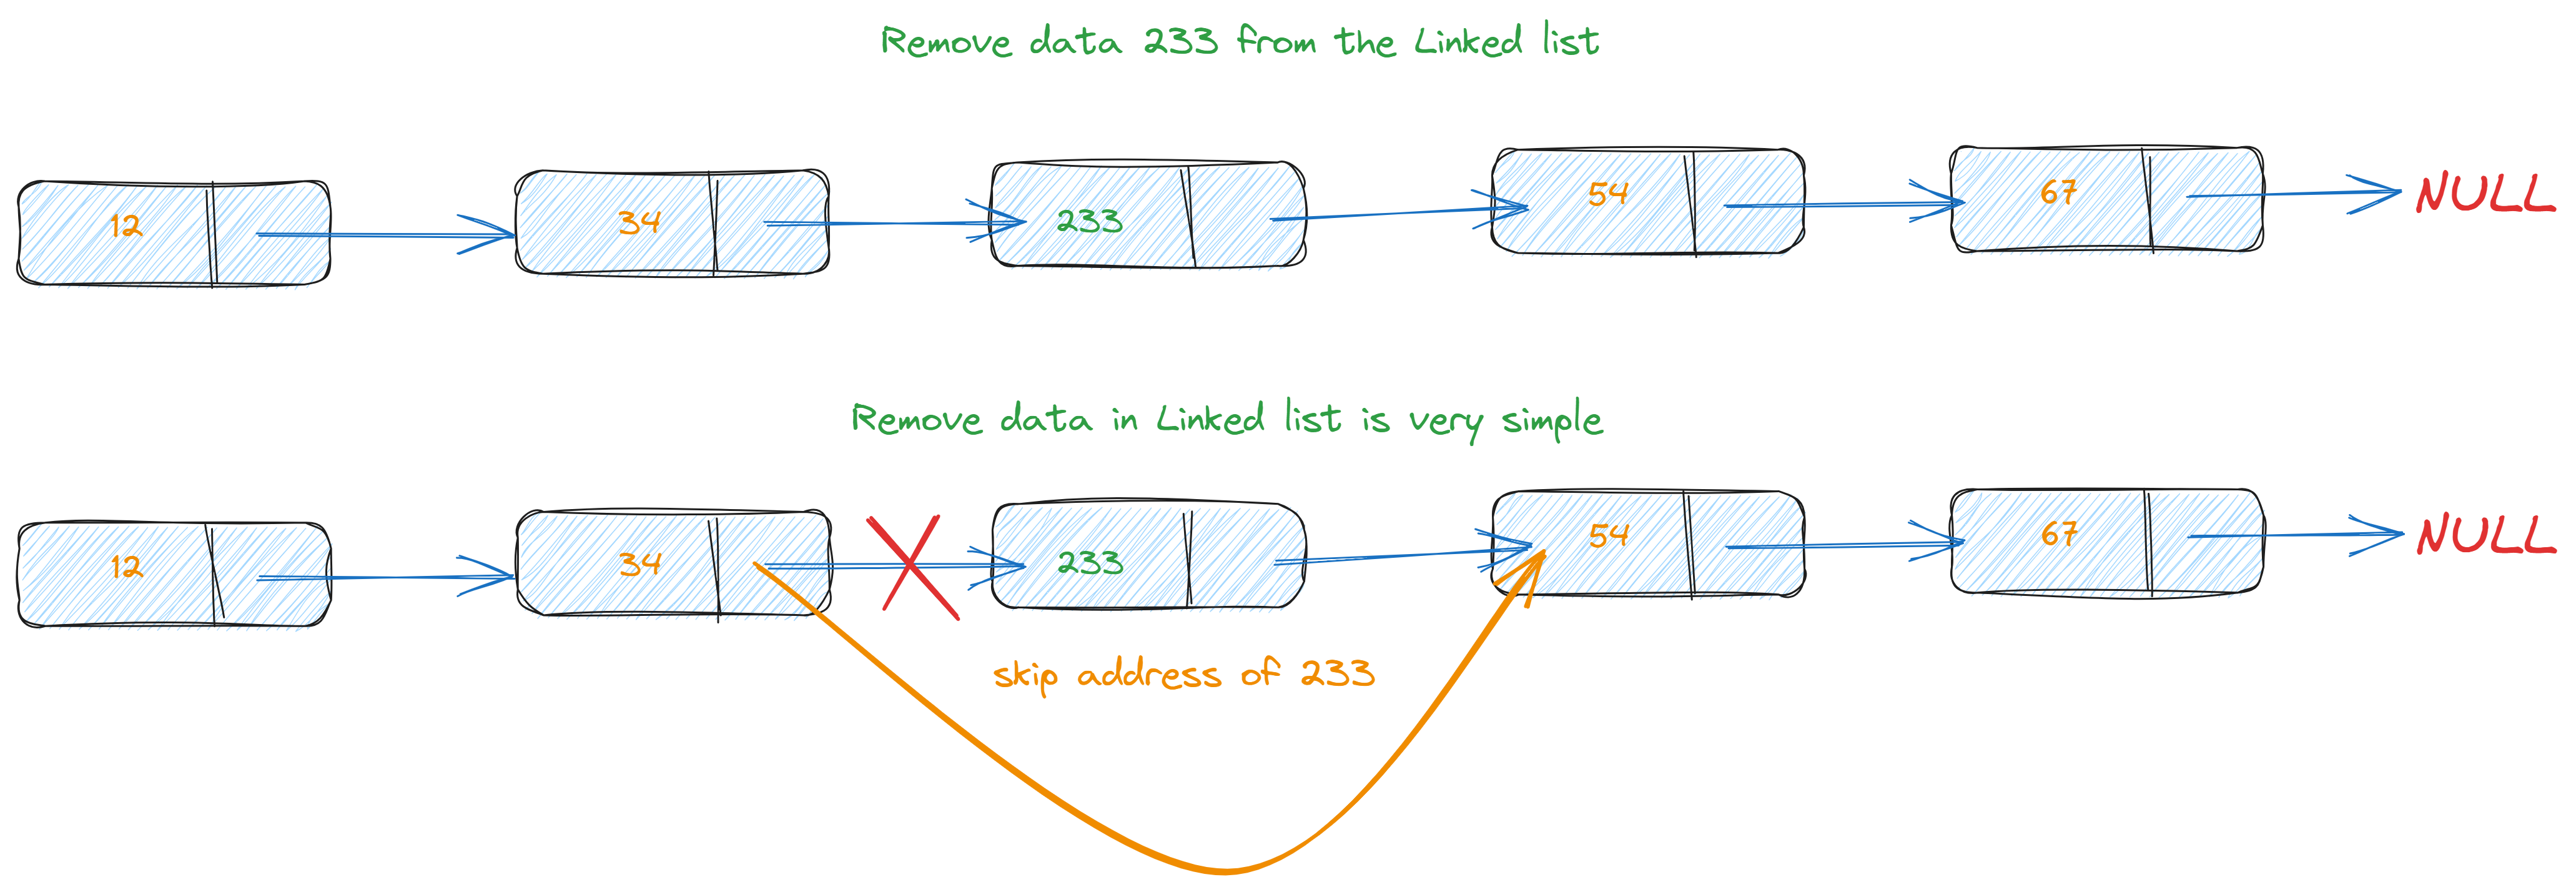 Remove data 233 from the Linked list
12 34 233 54 67 NULL
Remove data in Linked list is very simple
12 34 233 54 67 NULL
skip address of 233